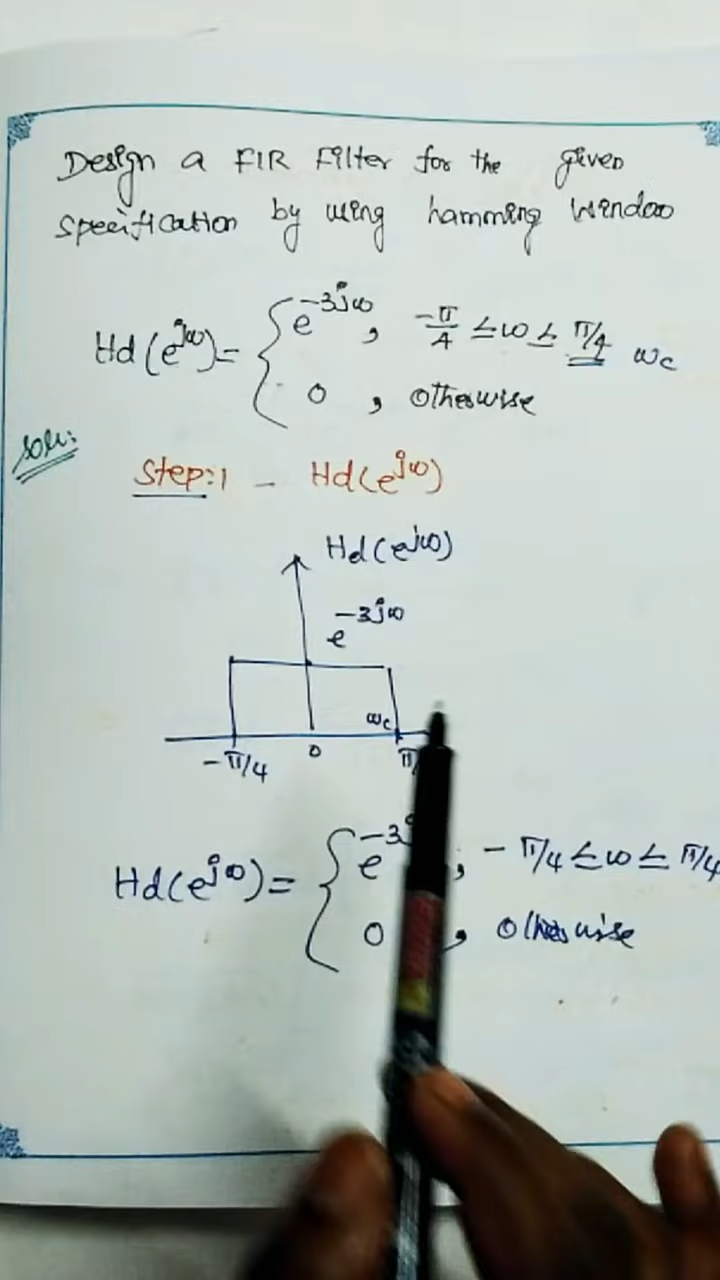 Design a FIR Filter for the given
specification by using hamming window
Hd(e^jω) = { e^-3jω , -π/4 ≤ ω ≤ π/4 ωc
0 , otherwise
Soln:
Step:1 - Hd(e^jω)
Hd(e^jω)
e^-3jω
ωc
-π/4 0
Hd(e^jω) = { , -π/4 ≤ ω ≤ π/4
0 , otherwise